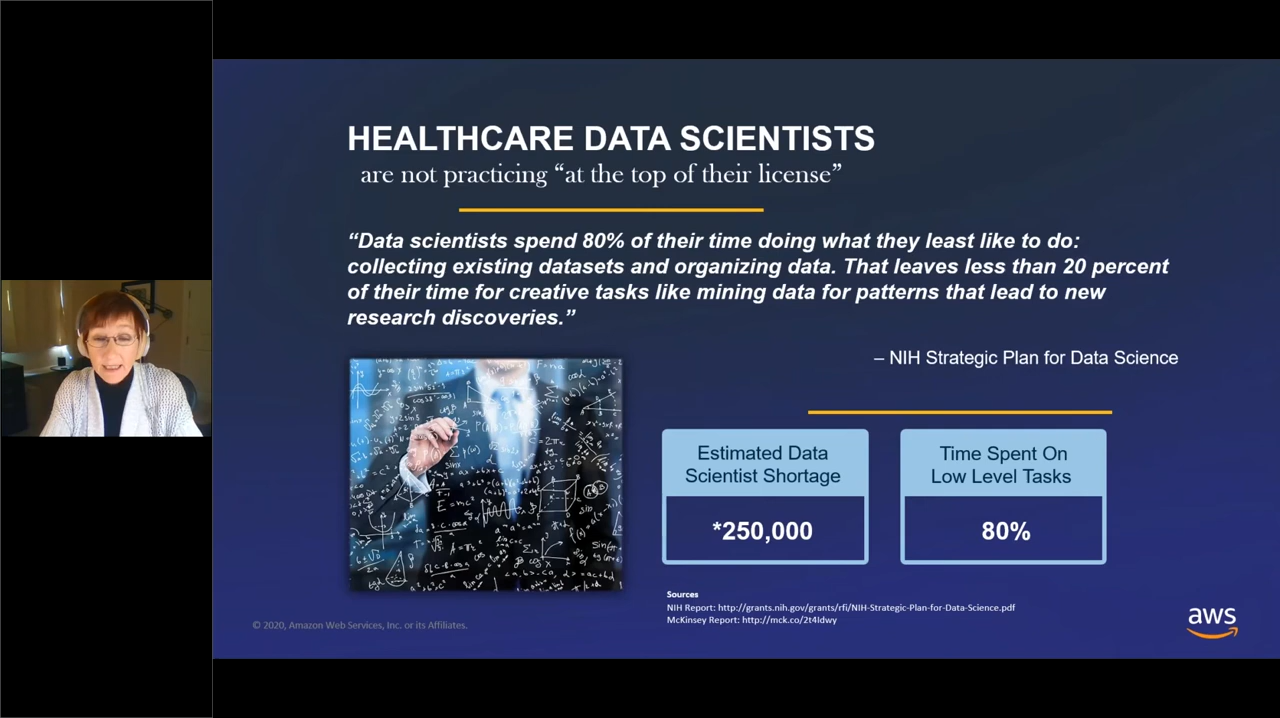 HEALTHCARE DATA SCIENTISTS
are not practicing “at the top of their license”
“Data scientists spend 80% of their time doing what they least like to do:
collecting existing datasets and organizing data. That leaves less than 20 percent
of their time for creative tasks like mining data for patterns that lead to new
research discoveries.”
– NIH Strategic Plan for Data Science
Estimated Data
Scientist Shortage
*250,000
Time Spent On
Low Level Tasks
80%
Sources
NIH Report: http://grants.nih.gov/grants/rfi/NIH-Strategic-Plan-for-Data-Science.pdf
McKinsey Report: http://mck.co/2t4Idwy
© 2020, Amazon Web Services, Inc. or its Affiliates.
aws